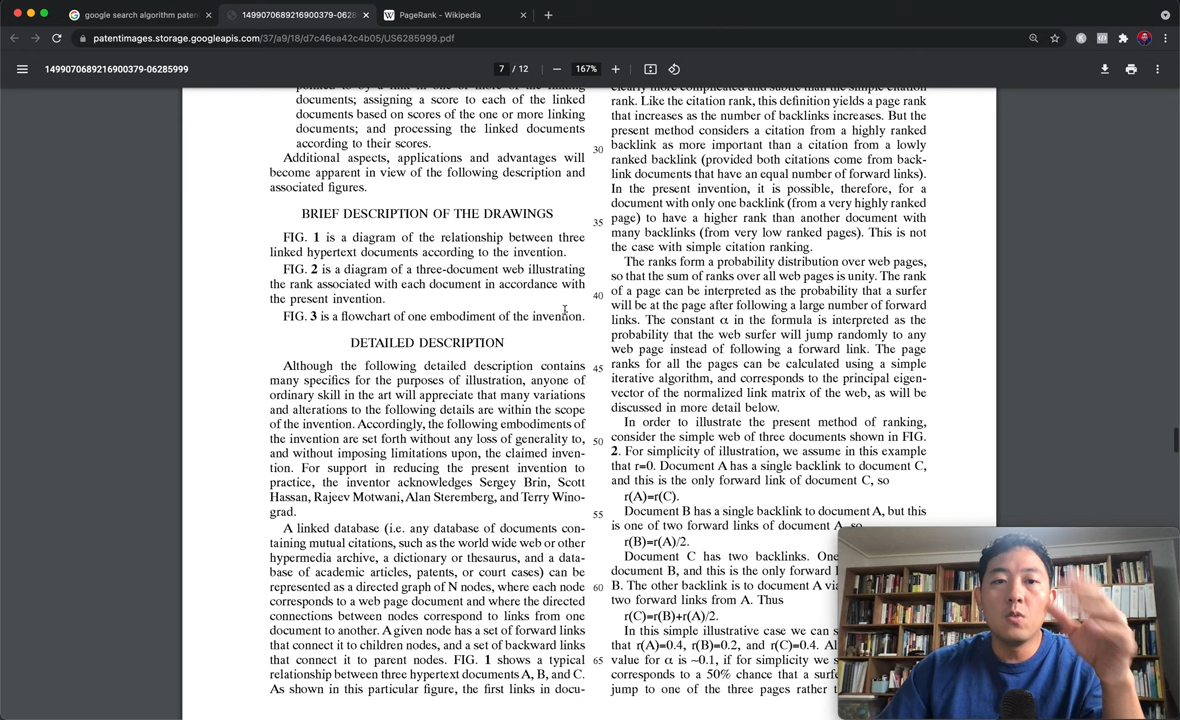 google search algorithm paten
1499070689216900379-0628
PageRank - Wikipedia
patentimages.storage.googleapis.com/37/a9/18/d7c46ea42c4b05/US6285999.pdf
1499070689216900379-06285999
7 / 12
167%
pointed to by a link in one or more of the linking
documents; assigning a score to each of the linked
documents based on scores of the one or more linking
documents; and processing the linked documents
according to their scores.
Additional aspects, applications and advantages will
become apparent in view of the following description and
associated figures.
BRIEF DESCRIPTION OF THE DRAWINGS
FIG. 1 is a diagram of the relationship between three
linked hypertext documents according to the invention.
FIG. 2 is a diagram of a three-document web illustrating
the rank associated with each document in accordance with
the present invention.
FIG. 3 is a flowchart of one embodiment of the invention.
DETAILED DESCRIPTION
Although the following detailed description contains
many specifics for the purposes of illustration, anyone of
ordinary skill in the art will appreciate that many variations
and alterations to the following details are within the scope
of the invention. Accordingly, the following embodiments of
the invention are set forth without any loss of generality to,
and without imposing limitations upon, the claimed inven-
tion. For support in reducing the present invention to
practice, the inventor acknowledges Sergey Brin, Scott
Hassan, Rajeev Motwani, Alan Steremberg, and Terry Wino-
grad.
A linked database (i.e. any database of documents con-
taining mutual citations, such as the world wide web or other
hypermedia archive, a dictionary or thesaurus, and a data-
base of academic articles, patents, or court cases) can be
represented as a directed graph of N nodes, where each node
corresponds to a web page document and where the directed
connections between nodes correspond to links from one
document to another. A given node has a set of forward links
that connect it to children nodes, and a set of backward links
that connect it to parent nodes. FIG. 1 shows a typical
relationship between three hypertext documents A, B, and C.
As shown in this particular figure, the first links in docu-
30
35
40
45
50
55
60
65
clearly more complicated and subtle than the simple citation
rank. Like the citation rank, this definition yields a page rank
that increases as the number of backlinks increases. But the
present method considers a citation from a highly ranked
backlink as more important than a citation from a lowly
ranked backlink (provided both citations come from back-
link documents that have an equal number of forward links).
In the present invention, it is possible, therefore, for a
document with only one backlink (from a very highly ranked
page) to have a higher rank than another document with
many backlinks (from very low ranked pages). This is not
the case with simple citation ranking.
The ranks form a probability distribution over web pages,
so that the sum of ranks over all web pages is unity. The rank
of a page can be interpreted as the probability that a surfer
will be at the page after following a large number of forward
links. The constant α in the formula is interpreted as the
probability that the web surfer will jump randomly to any
web page instead of following a forward link. The page
ranks for all the pages can be calculated using a simple
iterative algorithm, and corresponds to the principal eigen-
vector of the normalized link matrix of the web, as will be
discussed in more detail below.
In order to illustrate the present method of ranking,
consider the simple web of three documents shown in FIG.
2. For simplicity of illustration, we assume in this example
that r=0. Document A has a single backlink to document C,
and this is the only forward link of document C, so
r(A)=r(C).
Document B has a single backlink to document A, but this
is one of two forward links of document A, so
r(B)=r(A)/2.
Document C has two backlinks. One
document B, and this is the only forward
B. The other backlink is to document A via
two forward links from A. Thus
r(C)=r(B)+r(A)/2.
In this simple illustrative case we can s
that r(A)=0.4, r(B)=0.2, and r(C)=0.4. Al
value for α is ~0.1, if for simplicity we s
corresponds to a 50% chance that a surfe
jump to one of the three pages rather t